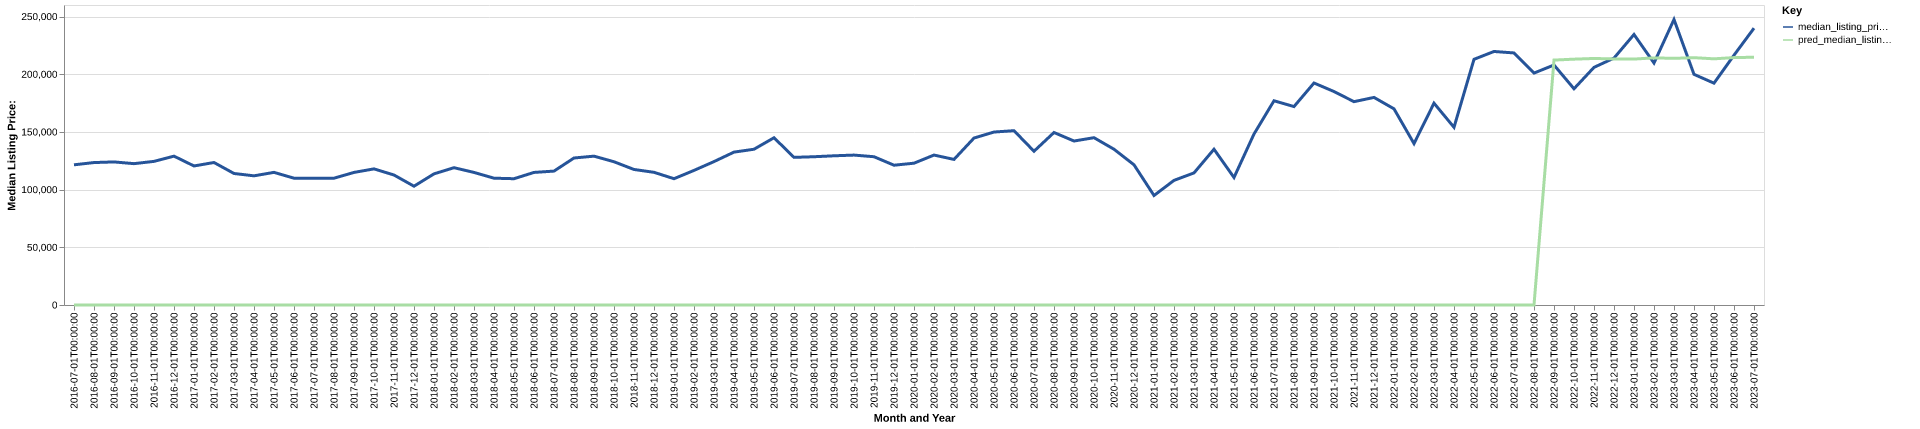 250,000
200,000
150,000
100,000
50,000
0
Median Listing Price:
2016-07-01T00:00:00
2016-08-01T00:00:00
2016-09-01T00:00:00
2016-10-01T00:00:00
2016-11-01T00:00:00
2016-12-01T00:00:00
2017-01-01T00:00:00
2017-02-01T00:00:00
2017-03-01T00:00:00
2017-04-01T00:00:00
2017-05-01T00:00:00
2017-06-01T00:00:00
2017-07-01T00:00:00
2017-08-01T00:00:00
2017-09-01T00:00:00
2017-10-01T00:00:00
2017-11-01T00:00:00
2017-12-01T00:00:00
2018-01-01T00:00:00
2018-02-01T00:00:00
2018-03-01T00:00:00
2018-04-01T00:00:00
2018-05-01T00:00:00
2018-06-01T00:00:00
2018-07-01T00:00:00
2018-08-01T00:00:00
2018-09-01T00:00:00
2018-10-01T00:00:00
2018-11-01T00:00:00
2018-12-01T00:00:00
2019-01-01T00:00:00
2019-02-01T00:00:00
2019-03-01T00:00:00
2019-04-01T00:00:00
2019-05-01T00:00:00
2019-06-01T00:00:00
2019-07-01T00:00:00
2019-08-01T00:00:00
2019-09-01T00:00:00
2019-10-01T00:00:00
2019-11-01T00:00:00
2019-12-01T00:00:00
2020-01-01T00:00:00
2020-02-01T00:00:00
2020-03-01T00:00:00
2020-04-01T00:00:00
2020-05-01T00:00:00
2020-06-01T00:00:00
2020-07-01T00:00:00
2020-08-01T00:00:00
2020-09-01T00:00:00
2020-10-01T00:00:00
2020-11-01T00:00:00
2020-12-01T00:00:00
2021-01-01T00:00:00
2021-02-01T00:00:00
2021-03-01T00:00:00
2021-04-01T00:00:00
2021-05-01T00:00:00
2021-06-01T00:00:00
2021-07-01T00:00:00
2021-08-01T00:00:00
2021-09-01T00:00:00
2021-10-01T00:00:00
2021-11-01T00:00:00
2021-12-01T00:00:00
2022-01-01T00:00:00
2022-02-01T00:00:00
2022-03-01T00:00:00
2022-04-01T00:00:00
2022-05-01T00:00:00
2022-06-01T00:00:00
2022-07-01T00:00:00
2022-08-01T00:00:00
2022-09-01T00:00:00
2022-10-01T00:00:00
2022-11-01T00:00:00
2022-12-01T00:00:00
2023-01-01T00:00:00
2023-02-01T00:00:00
2023-03-01T00:00:00
2023-04-01T00:00:00
2023-05-01T00:00:00
2023-06-01T00:00:00
2023-07-01T00:00:00
Month and Year
Key
median_listing_pri…
pred_median_listin…